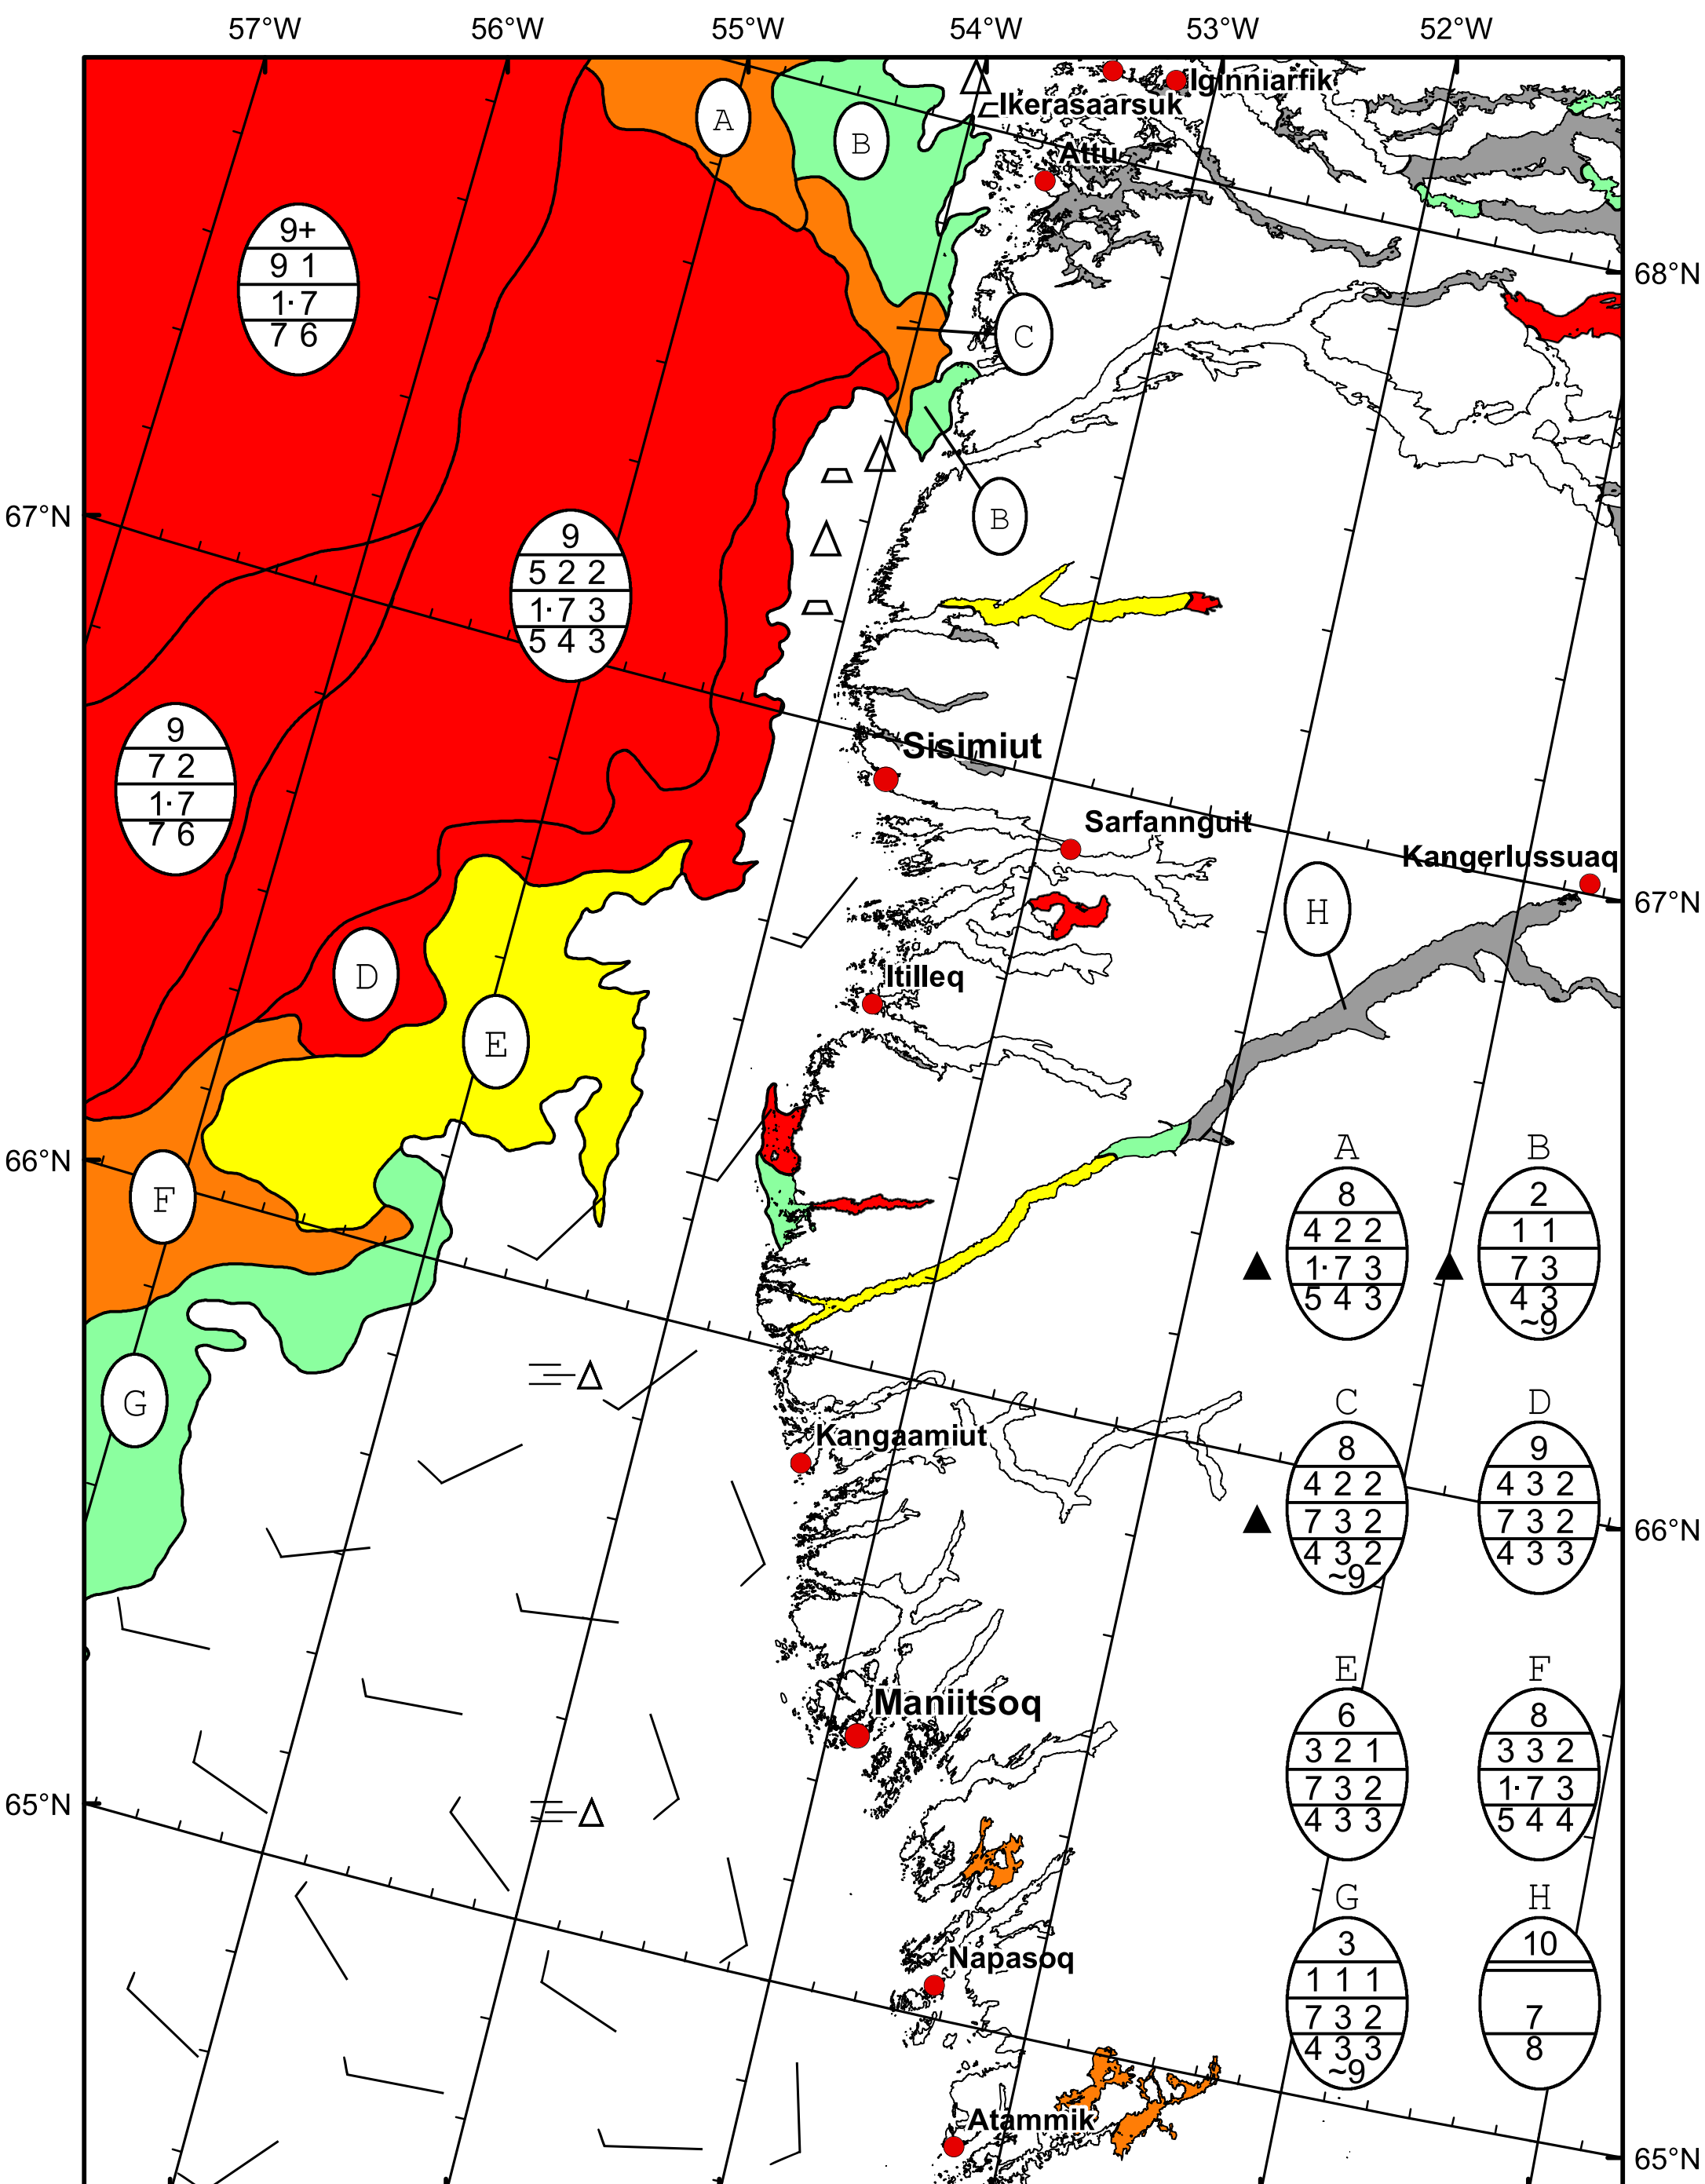 57°W 56°W 55°W 54°W 53°W 52°W
Iginniarfik
Ikerasaarsuk
A
B
Attu
9+
9 1
1· 7
7 6
68°N
C
67°N
B
9
5 2 2
1· 7 3
5 4 3
9
7 2
1· 7
7 6
Sisimiut
Sarfannguit
Kangerlussuaq
H
67°N
D
Itilleq
E
66°N
F
A
8
4 2 2
1· 7 3
5 4 3
B
2
1 1
7 3
4 3
~9
G
Kangaamiut
C
8
4 2 2
7 3 2
4 3 2
~9
D
9
4 3 2
7 3 2
4 3 3
66°N
Maniitsoq
E
6
3 2 1
7 3 2
4 3 3
F
8
3 3 2
1· 7 3
5 4 4
65°N
Napasoq
G
3
1 1 1
7 3 2
4 3 3
~9
H
10
7
8
Atammik
65°N